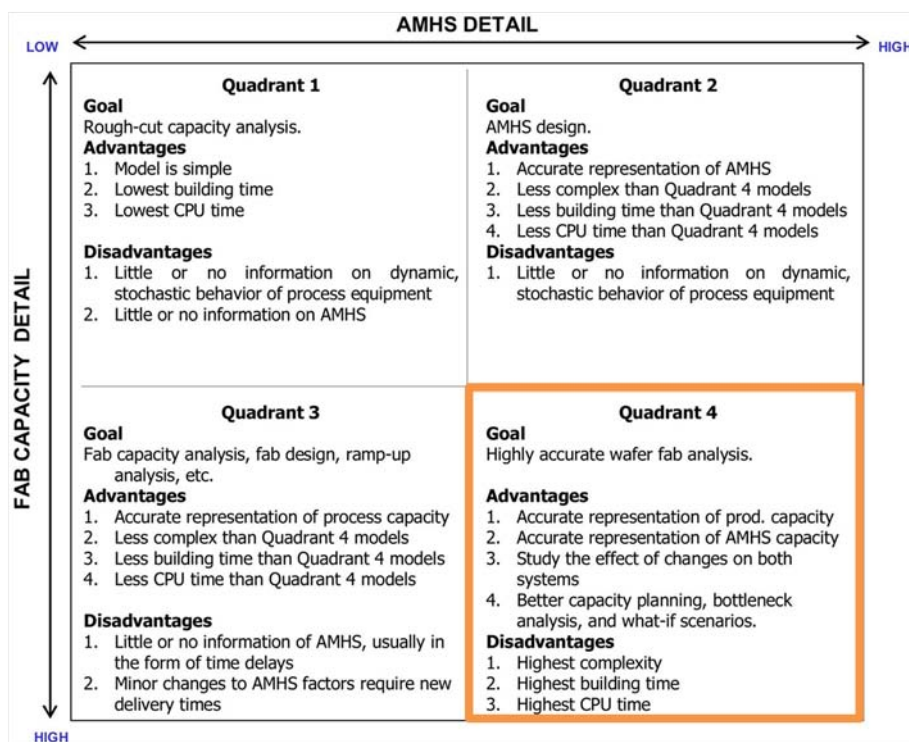 AMHS DETAIL
LOW
HIGH
FAB CAPACITY DETAIL
Quadrant 1
Goal
Rough-cut capacity analysis.
Advantages
1. Model is simple
2. Lowest building time
3. Lowest CPU time
Disadvantages
1. Little or no information on dynamic,
stochastic behavior of process equipment
2. Little or no information on AMHS
Quadrant 2
Goal
AMHS design.
Advantages
1. Accurate representation of AMHS
2. Less complex than Quadrant 4 models
3. Less building time than Quadrant 4 models
4. Less CPU time than Quadrant 4 models
Disadvantages
1. Little or no information on dynamic,
stochastic behavior of process equipment
Quadrant 3
Goal
Fab capacity analysis, fab design, ramp-up
analysis, etc.
Advantages
1. Accurate representation of process capacity
2. Less complex than Quadrant 4 models
3. Less building time than Quadrant 4 models
4. Less CPU time than Quadrant 4 models
Disadvantages
1. Little or no information of AMHS, usually in
the form of time delays
2. Minor changes to AMHS factors require new
delivery times
Quadrant 4
Goal
Highly accurate wafer fab analysis.
Advantages
1. Accurate representation of prod. capacity
2. Accurate representation of AMHS capacity
3. Study the effect of changes on both
systems
4. Better capacity planning, bottleneck
analysis, and what-if scenarios.
Disadvantages
1. Highest complexity
2. Highest building time
3. Highest CPU time
HIGH